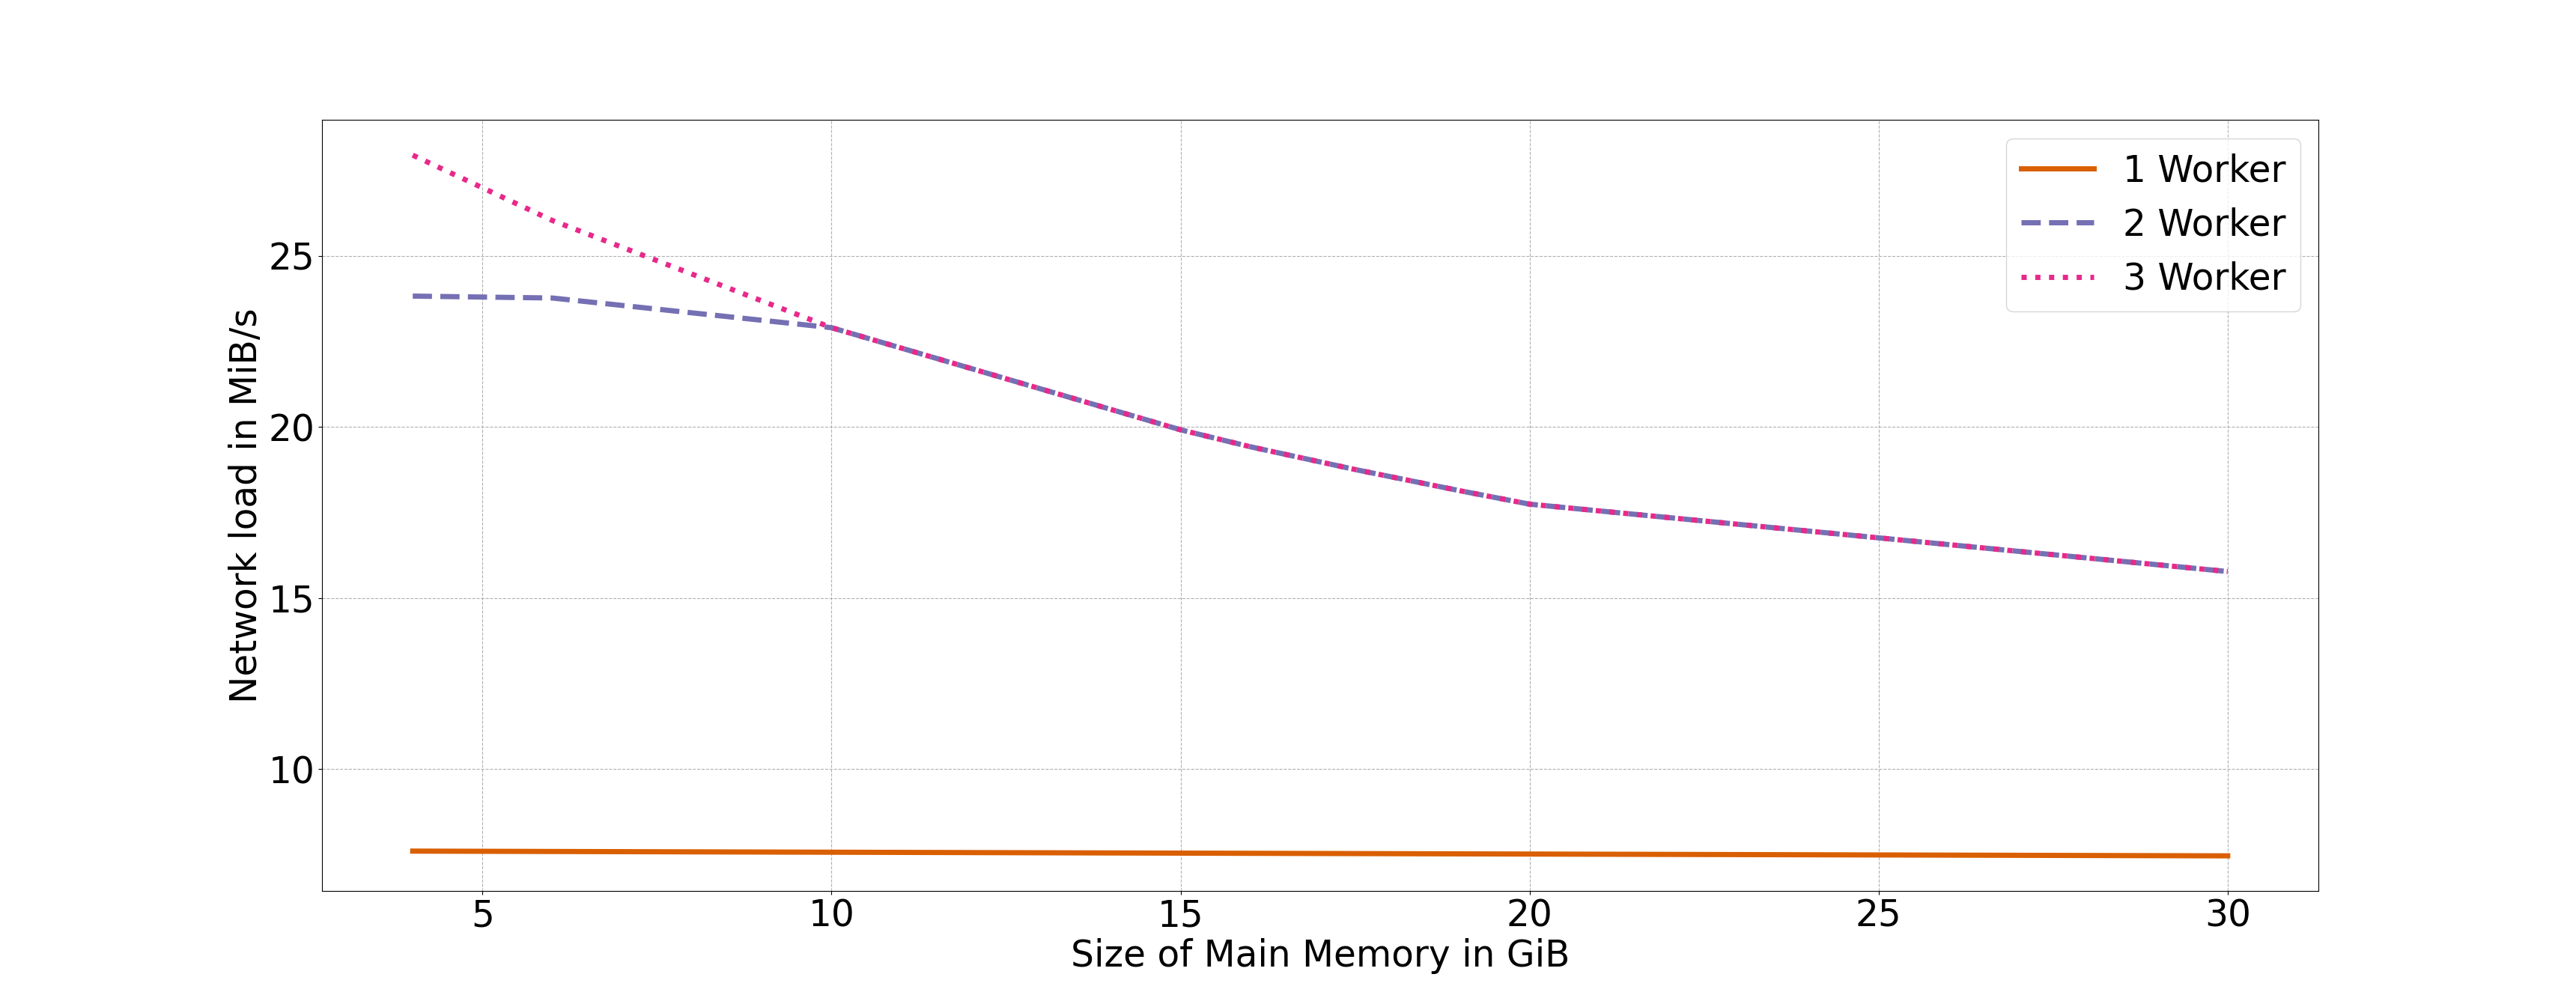 1 Worker
2 Worker
3 Worker
25
20
15
10
Network load in MiB/s
5 10 15 20 25 30
Size of Main Memory in GiB